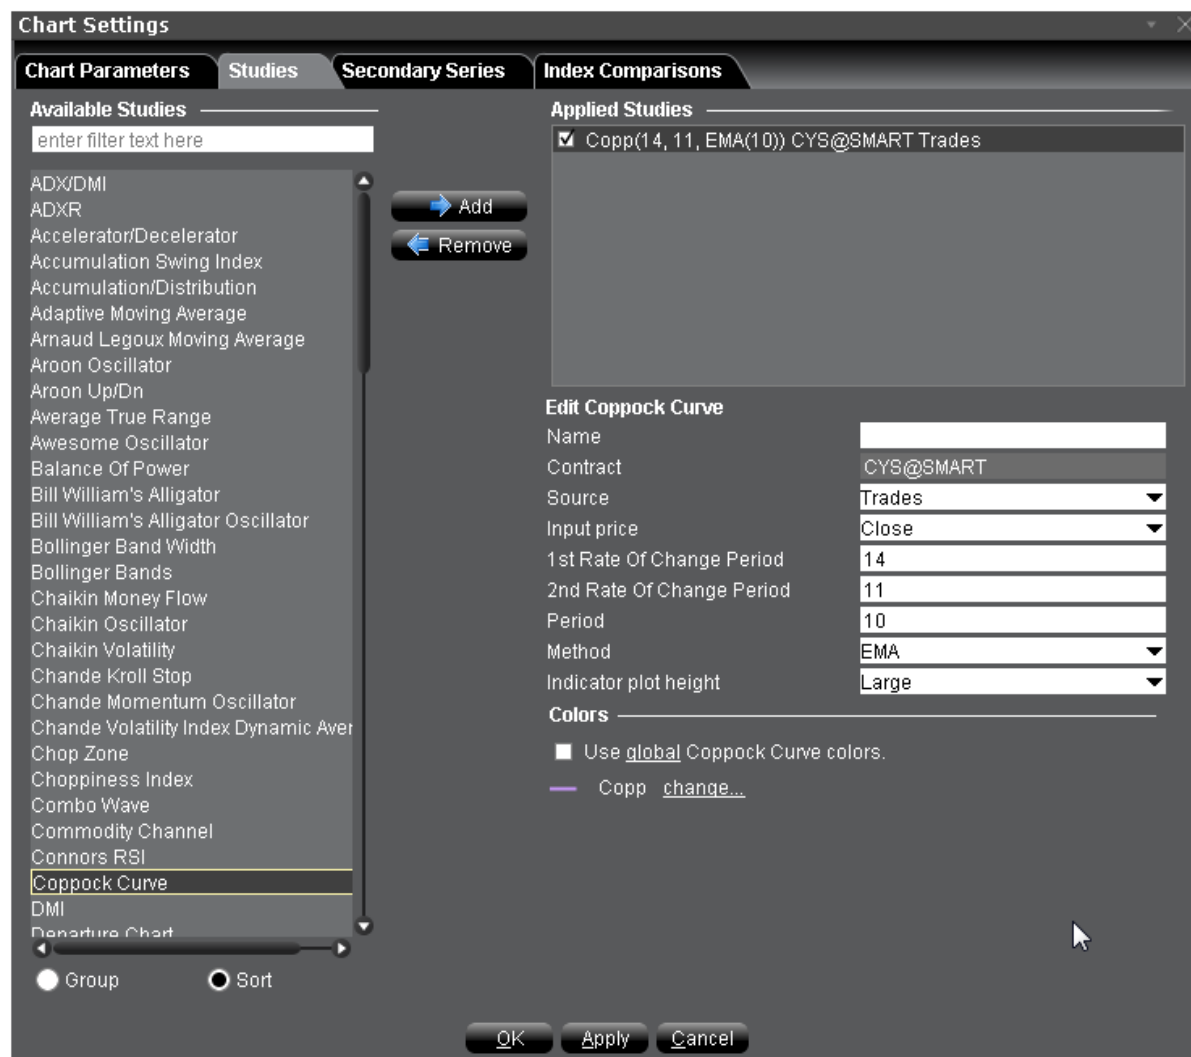 Chart Settings
Chart Parameters Studies Secondary Series Index Comparisons
Available Studies
enter filter text here
ADX/DMI
ADXR
Accelerator/Decelerator
Accumulation Swing Index
Accumulation/Distribution
Adaptive Moving Average
Arnaud Legoux Moving Average
Aroon Oscillator
Aroon Up/Dn
Average True Range
Awesome Oscillator
Balance Of Power
Bill William's Alligator
Bill William's Alligator Oscillator
Bollinger Band Width
Bollinger Bands
Chaikin Money Flow
Chaikin Oscillator
Chaikin Volatility
Chande Kroll Stop
Chande Momentum Oscillator
Chande Volatility Index Dynamic Aver
Chop Zone
Choppiness Index
Combo Wave
Commodity Channel
Connors RSI
Coppock Curve
DMI
Departure Chart
Group Sort
Add
Remove
Applied Studies
Copp(14, 11, EMA(10)) CYS@SMART Trades
Edit Coppock Curve
Name
Contract CYS@SMART
Source Trades
Input price Close
1st Rate Of Change Period 14
2nd Rate Of Change Period 11
Period 10
Method EMA
Indicator plot height Large
Colors
Use global Coppock Curve colors.
Copp change...
OK Apply Cancel